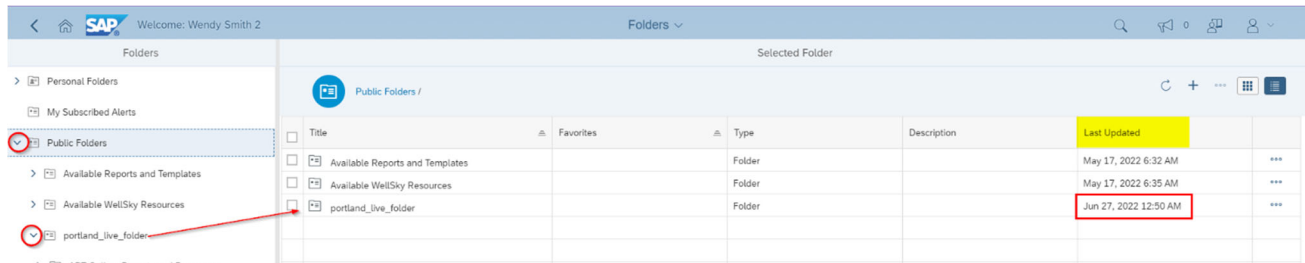 SAP Welcome: Wendy Smith 2 Folders 0
Folders Selected Folder
Personal Folders
My Subscribed Alerts
Public Folders
Available Reports and Templates
Available WellSky Resources
portland_live_folder
Public Folders /
Title Favorites Type Description Last Updated
Available Reports and Templates Folder May 17, 2022 6:32 AM
Available WellSky Resources Folder May 17, 2022 6:35 AM
portland_live_folder Folder Jun 27, 2022 12:50 AM